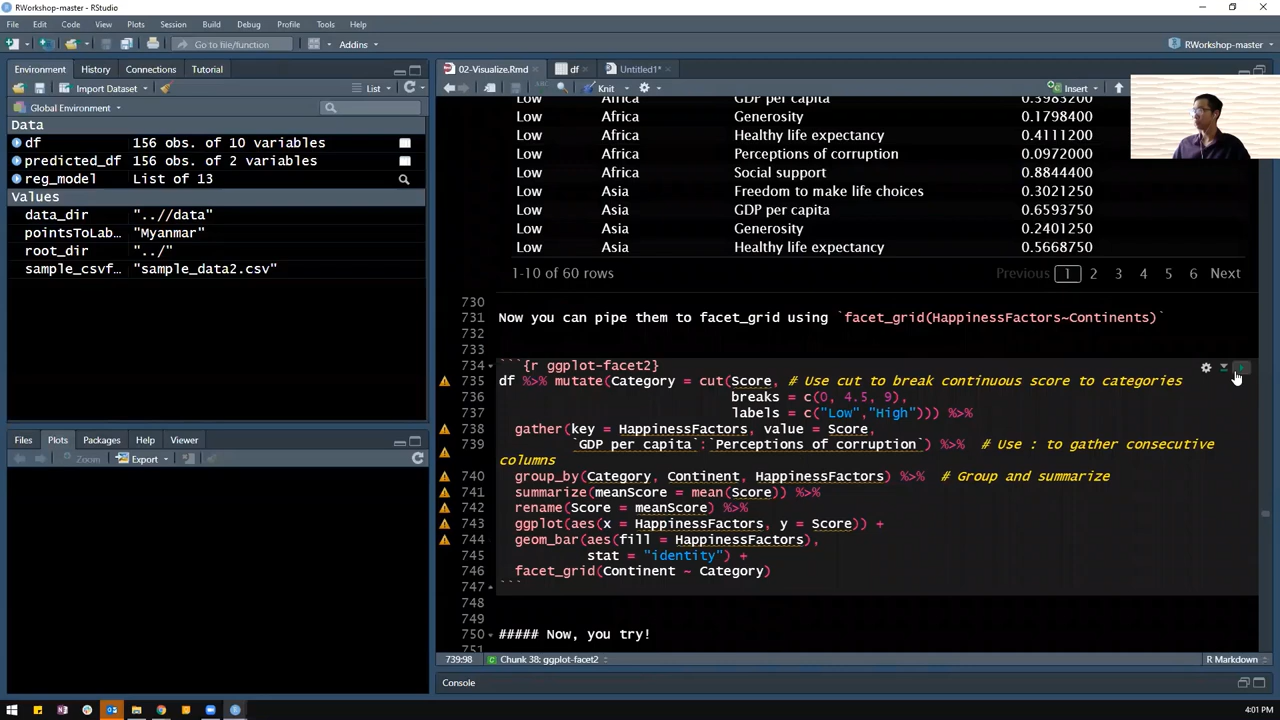 RWorkshop-master - RStudio
File Edit Code View Plots Session Build Debug Profile Tools Help
Go to file/function
Addins
RWorkshop-master
Environment History Connections Tutorial
Import Dataset
List
Global Environment
Data
df 156 obs. of 10 variables
predicted_df 156 obs. of 2 variables
reg_model List of 13
Values
data_dir "..//data"
pointsToLab… "Myanmar"
root_dir "../"
sample_csvf… "sample_data2.csv"
Files Plots Packages Help Viewer
Zoom Export
02-Visualize.Rmd df Untitled1*
Knit
Insert
Low Africa GDP per capita 0.3983200
Low Africa Generosity 0.1798400
Low Africa Healthy life expectancy 0.4111200
Low Africa Perceptions of corruption 0.0972000
Low Africa Social support 0.8844400
Low Asia Freedom to make life choices 0.3021250
Low Asia GDP per capita 0.6593750
Low Asia Generosity 0.2401250
Low Asia Healthy life expectancy 0.5668750
1-10 of 60 rows Previous 1 2 3 4 5 6 Next
730
731 Now you can pipe them to facet_grid using `facet_grid(HappinessFactors~Continents)`
732
733
734 ```{r ggplot-facet2}
735 df %>% mutate(Category = cut(Score, # Use cut to break continuous score to categories
736 breaks = c(0, 4.5, 9),
737 labels = c("Low","High"))) %>%
738 gather(key = HappinessFactors, value = Score,
739 `GDP per capita`:`Perceptions of corruption`) %>% # Use : to gather consecutive
columns
740 group_by(Category, Continent, HappinessFactors) %>% # Group and summarize
741 summarize(meanScore = mean(Score)) %>%
742 rename(Score = meanScore) %>%
743 ggplot(aes(x = HappinessFactors, y = Score)) +
744 geom_bar(aes(fill = HappinessFactors),
745 stat = "identity") +
746 facet_grid(Continent ~ Category)
747 ```
748
749
750 ##### Now, you try!
751
739:98 Chunk 38: ggplot-facet2 R Markdown
Console
4:01 PM